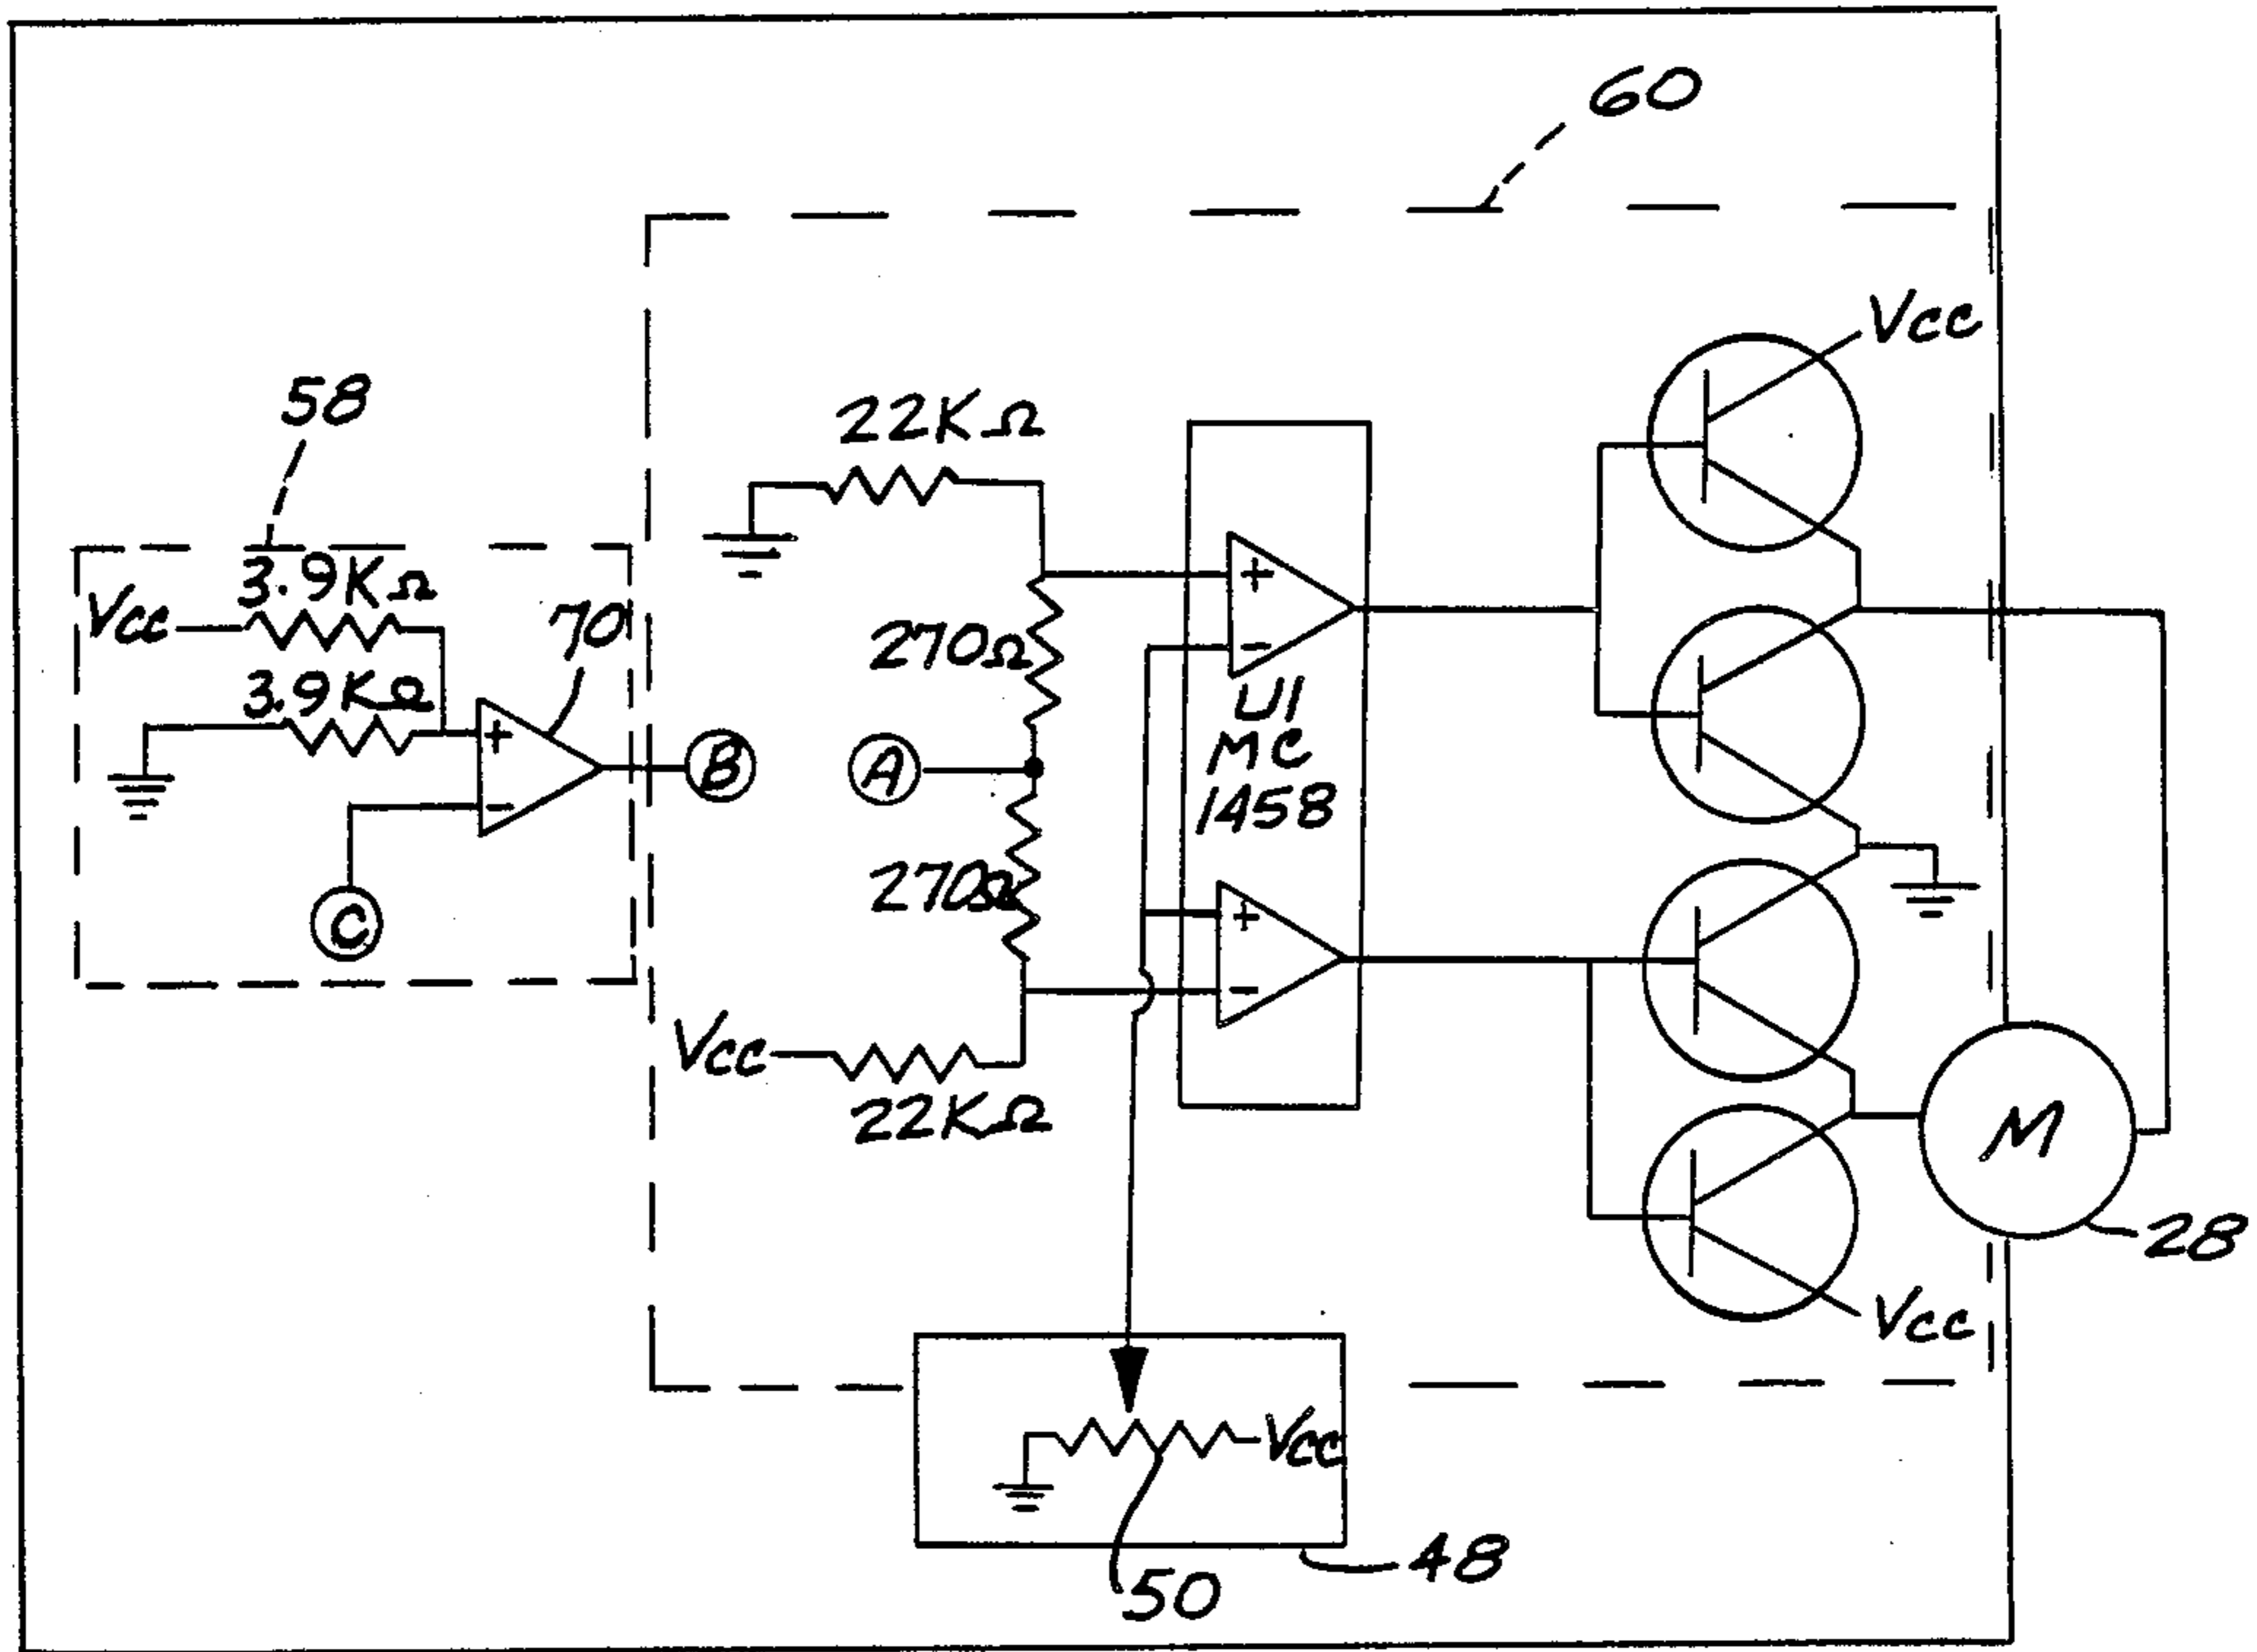 60
Vcc
58
22KΩ
3.9KΩ
Vcc
70
270Ω
+
-
3.9KΩ
U1
MC
1458
+
-
B
A
270Ω
C
+
-
Vcc
22KΩ
M
28
Vcc
Vcc
48
50